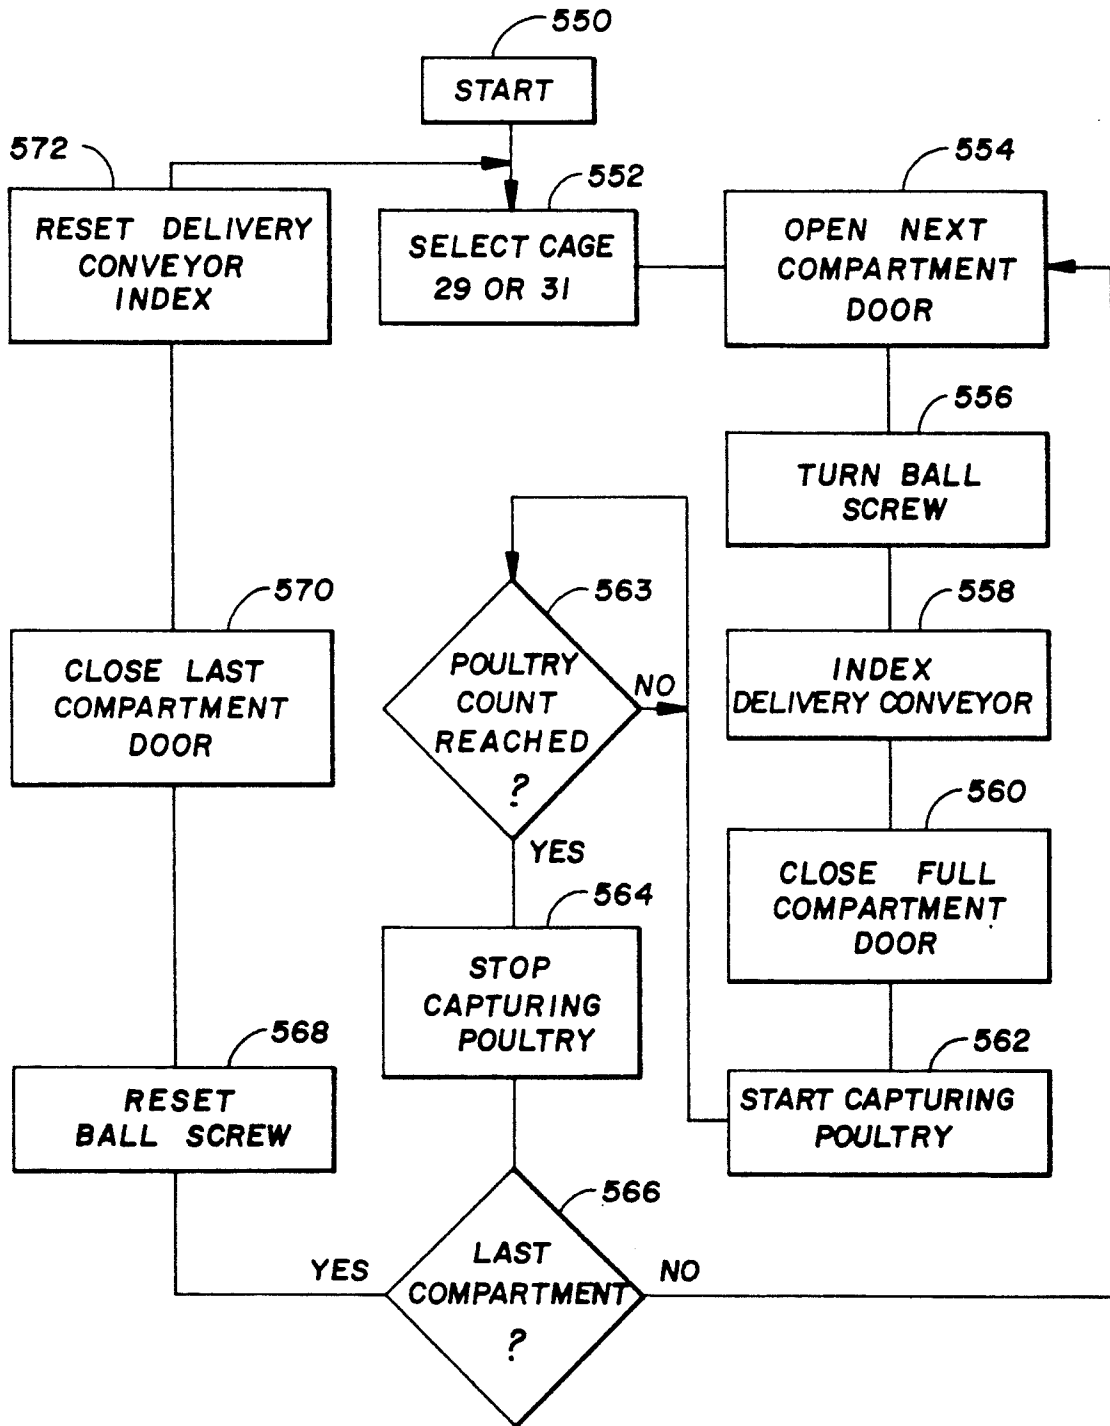 550
START
572
RESET DELIVERY
CONVEYOR
INDEX
552
SELECT CAGE
29 OR 31
554
OPEN NEXT
COMPARTMENT
DOOR
556
TURN BALL
SCREW
558
INDEX
DELIVERY CONVEYOR
560
CLOSE FULL
COMPARTMENT
DOOR
562
START CAPTURING
POULTRY
563
POULTRY
COUNT
REACHED
?
NO
YES
564
STOP
CAPTURING
POULTRY
566
LAST
COMPARTMENT
?
NO
YES
568
RESET
BALL SCREW
570
CLOSE LAST
COMPARTMENT
DOOR